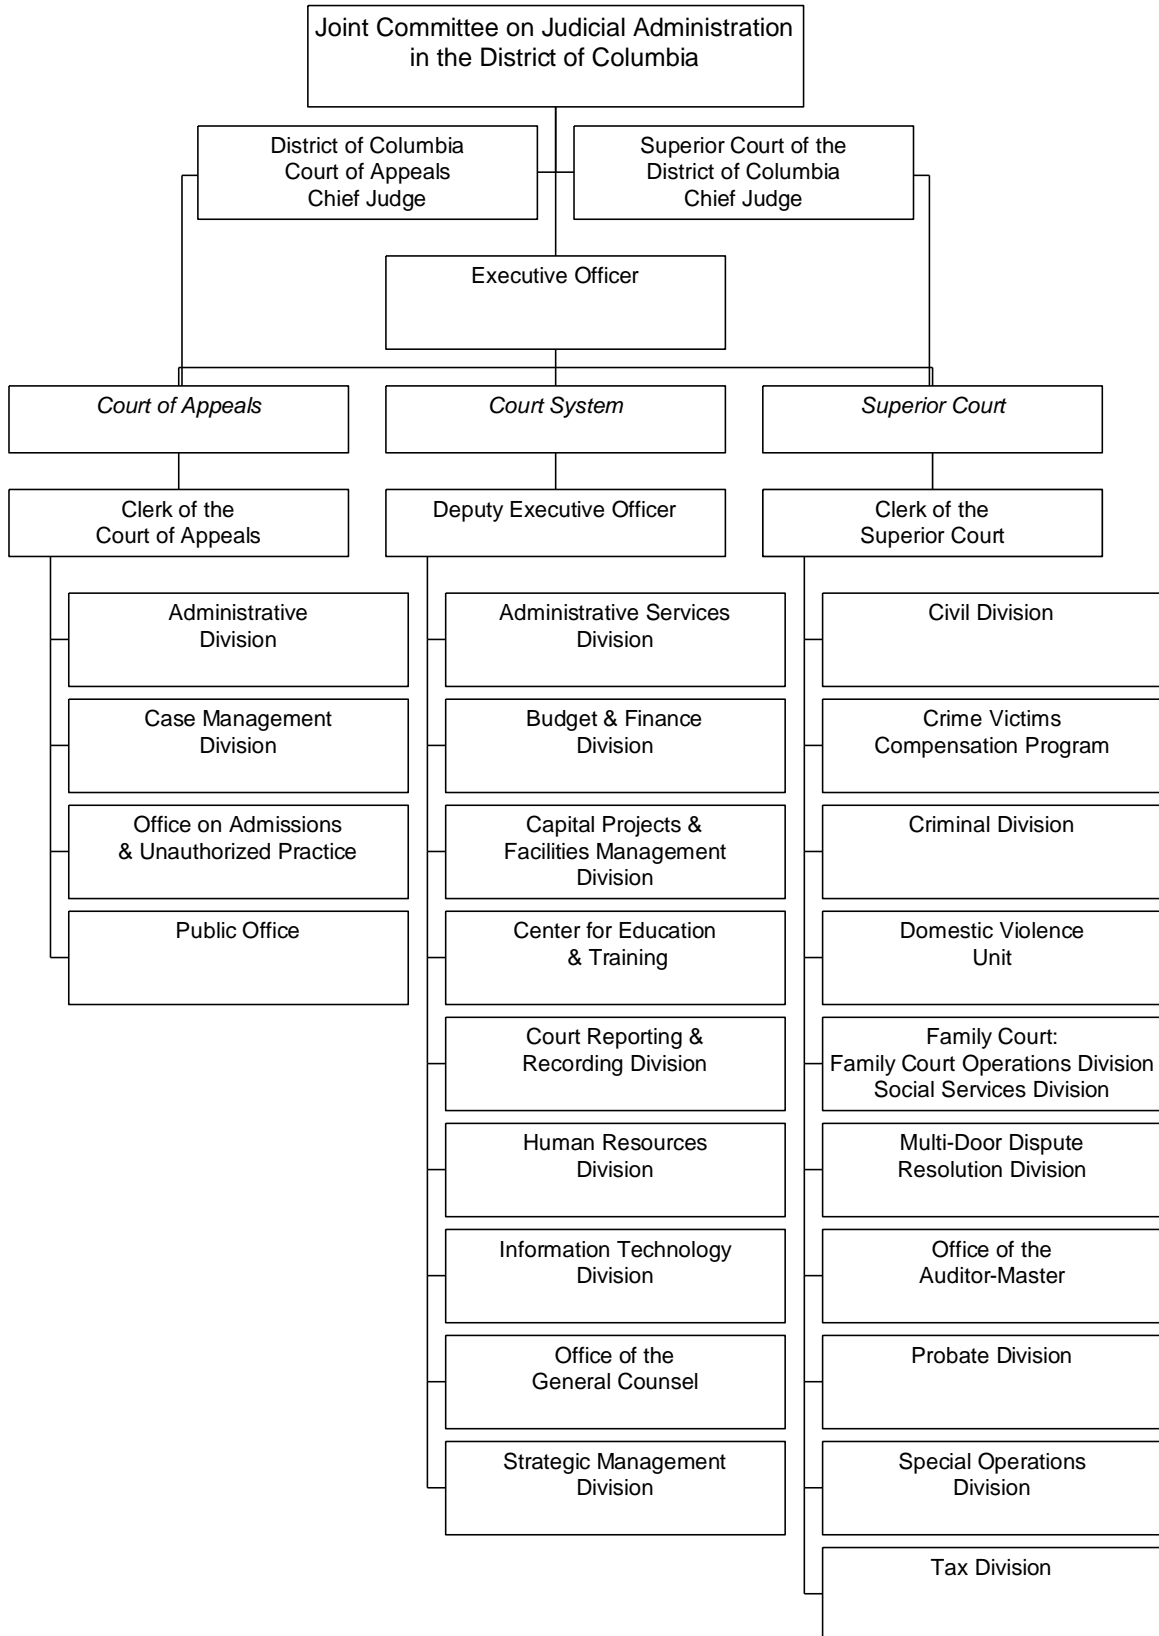 Joint Committee on Judicial Administration
in the District of Columbia
District of Columbia
Court of Appeals
Chief Judge
Superior Court of the
District of Columbia
Chief Judge
Executive Officer
Court of Appeals
Court System
Superior Court
Clerk of the
Court of Appeals
Deputy Executive Officer
Clerk of the
Superior Court
Administrative
Division
Case Management
Division
Office on Admissions
& Unauthorized Practice
Public Office
Administrative Services
Division
Budget & Finance
Division
Capital Projects &
Facilities Management
Division
Center for Education
& Training
Court Reporting &
Recording Division
Human Resources
Division
Information Technology
Division
Office of the
General Counsel
Strategic Management
Division
Civil Division
Crime Victims
Compensation Program
Criminal Division
Domestic Violence
Unit
Family Court:
Family Court Operations Division
Social Services Division
Multi-Door Dispute
Resolution Division
Office of the
Auditor-Master
Probate Division
Special Operations
Division
Tax Division